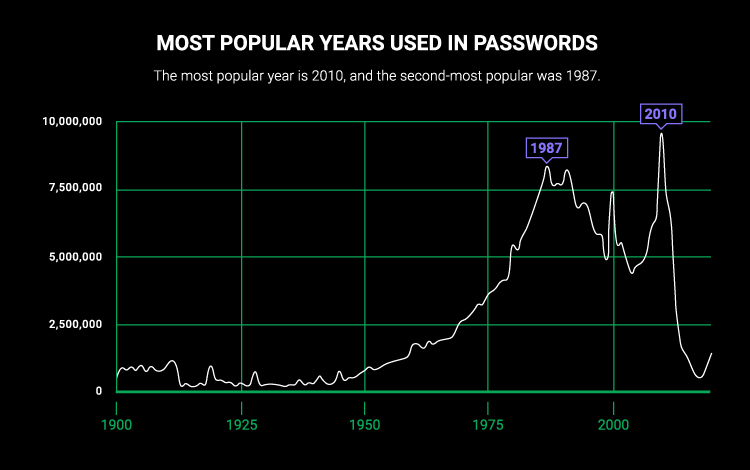 MOST POPULAR YEARS USED IN PASSWORDS
The most popular year is 2010, and the second-most popular was 1987.
2010
10,000,000
1987
7,500,000
5,000,000
2,500,000
0
1900 1925 1950 1975 2000